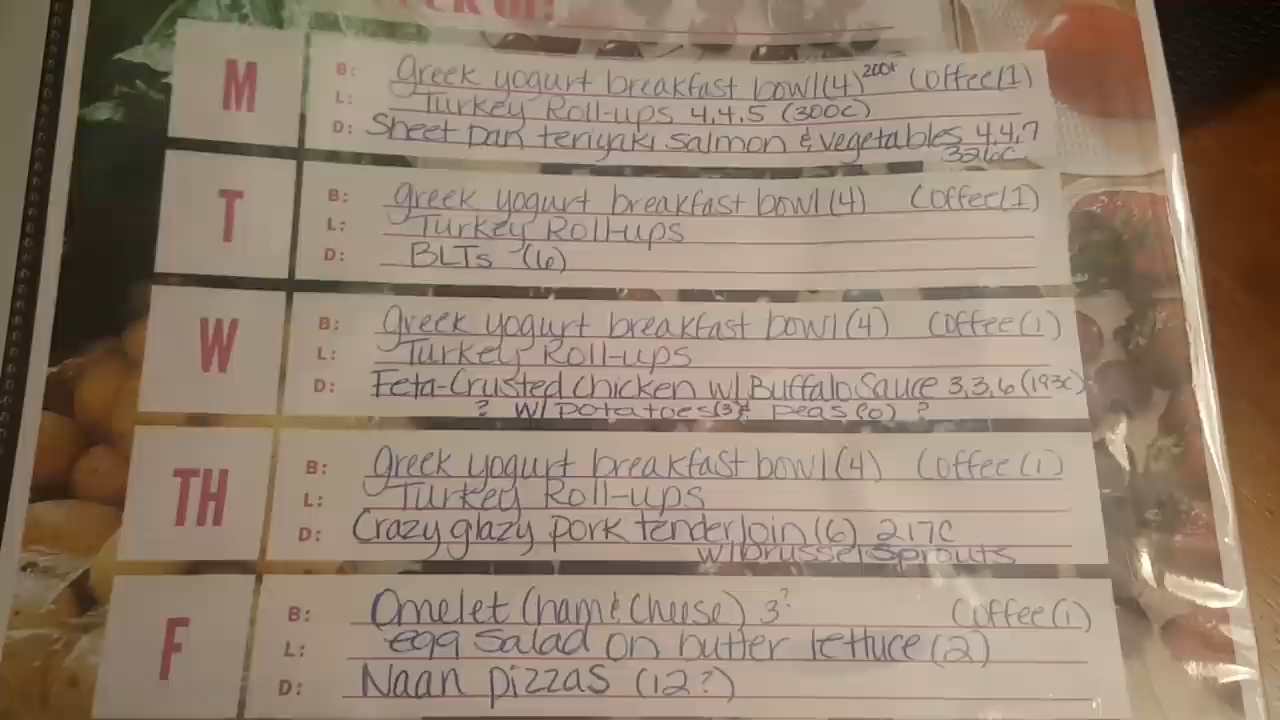 OF:
M
B: Greek yogurt breakfast bowl (4) 200+ Coffee (1)
L: Turkey Roll-ups 4,4,5 (300C)
D: Sheet pan teriyaki salmon & vegetables 4,4,7
326C
T
B: Greek yogurt breakfast bowl (4) Coffee (1)
L: Turkey Roll-ups
D: BLTs (6)
W
B: Greek yogurt breakfast bowl (4) Coffee (1)
L: Turkey Roll-ups
D: Feta-Crusted Chicken w/ Buffalo Sauce 3,3,6 (193C)
? w/ potatoes (3) & peas (0) ?
TH
B: Greek yogurt breakfast bowl (4) Coffee (1)
L: Turkey Roll-ups
D: Crazy glazy pork tenderloin (6) 217C
w/ brussel sprouts
F
B: Omelet (ham & cheese) 3? Coffee (1)
L: egg salad on butter lettuce (2)
D: Naan pizzas (12?)